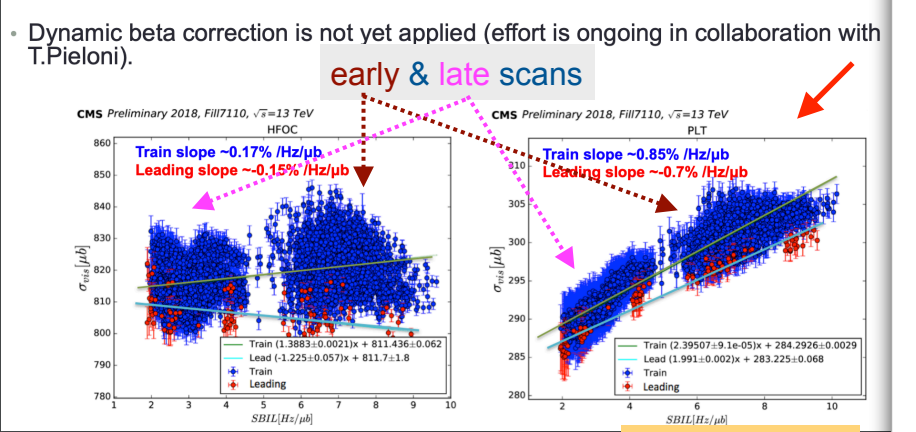 • Dynamic beta correction is not yet applied (effort is ongoing in collaboration with
T.Pieloni).
early & late scans
CMS Preliminary 2018, Fill7110, √s=13 TeV
HFOC
Train slope ~0.17% /Hz/μb
Leading slope ~-0.15% /Hz/μb
860
850
840
830
820
810
800
790
780
σvis[μb]
Train (1.3883±0.0021)x + 811.436±0.062
Lead (-1.225±0.057)x + 811.7±1.8
Train
Leading
1 2 3 4 5 6 7 8 9 10
SBIL[Hz/μb]
CMS Preliminary 2018, Fill7110, √s=13 TeV
PLT
Train slope ~0.85% /Hz/μb
Leading slope ~-0.7% /Hz/μb
310
305
300
295
290
285
280
σvis[μb]
Train (2.39507±9.1e-05)x + 284.2926±0.0029
Lead (1.991±0.002)x + 283.225±0.068
Train
Leading
2 4 6 8 10
SBIL[Hz/μb]